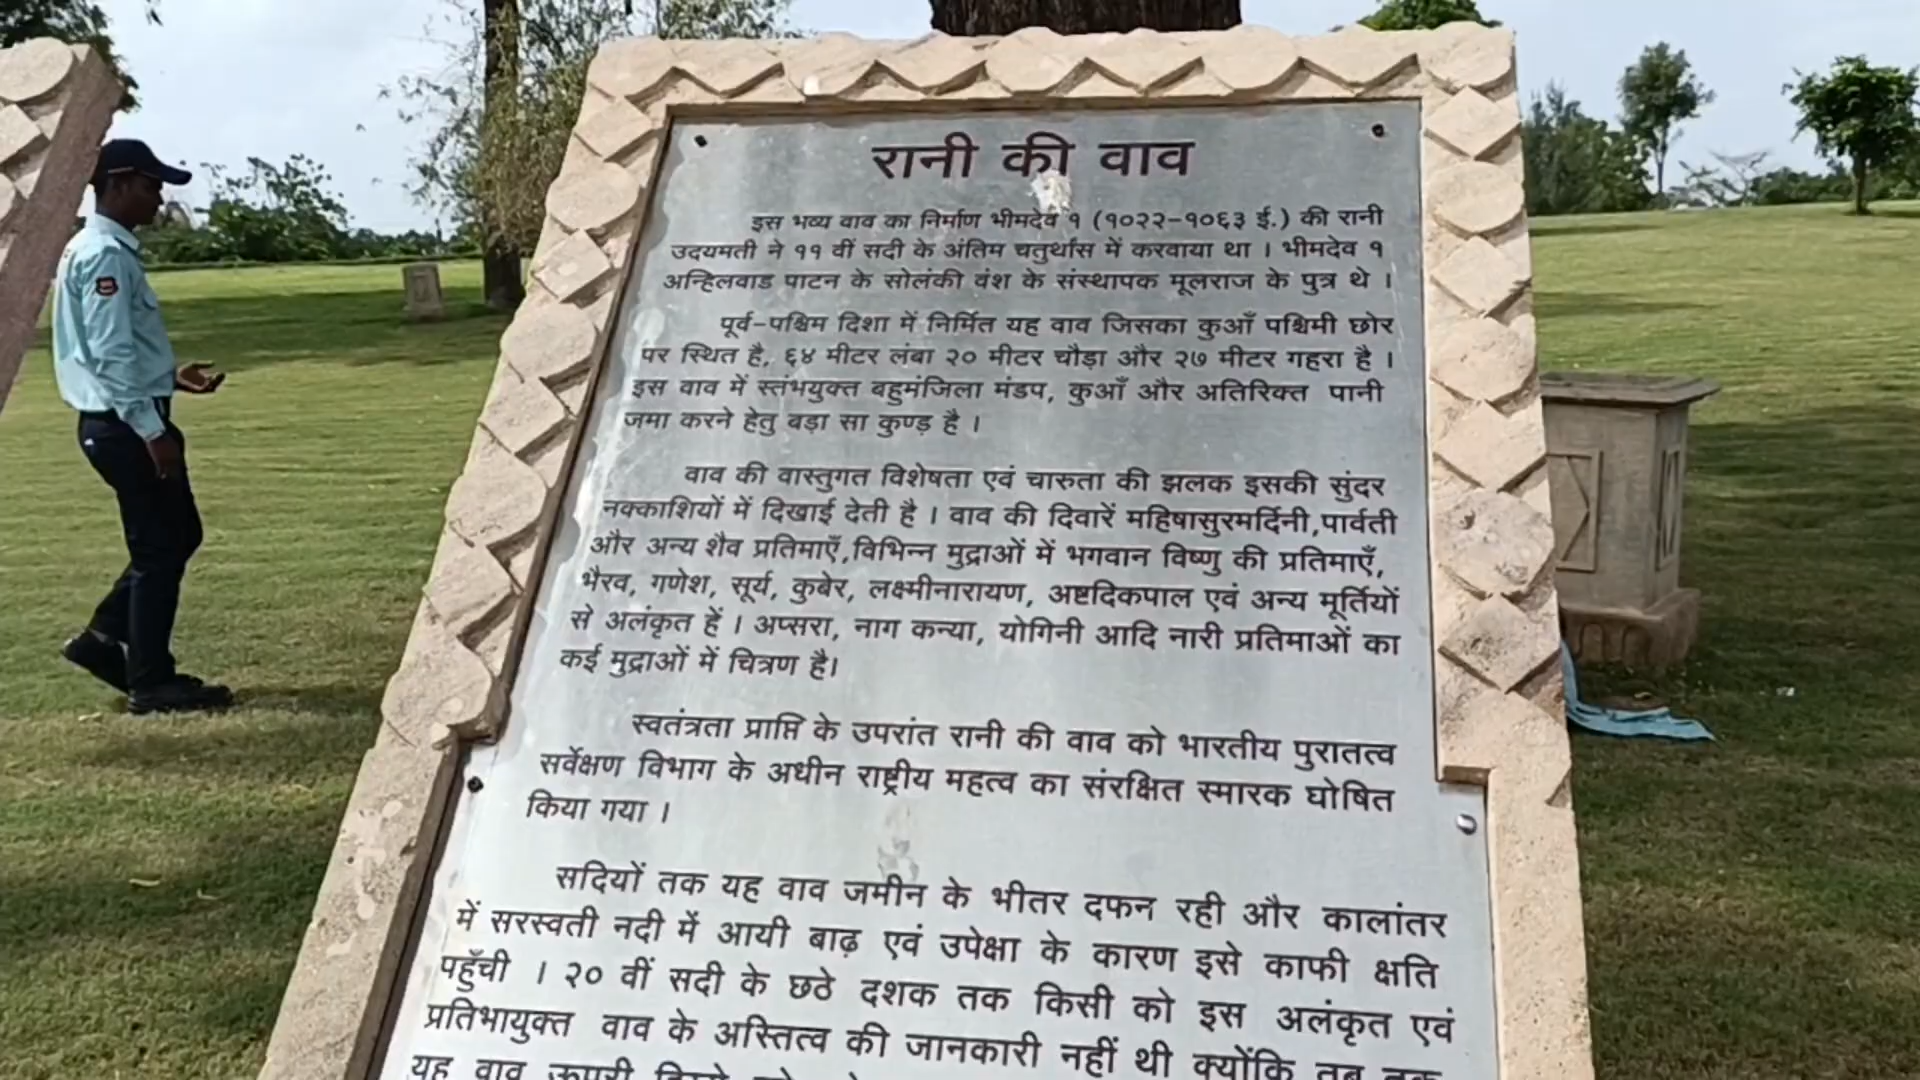 रानी की वाव
इस भव्य वाव का निर्माण भीमदेव १ (१०२२-१०६३ ई.) की रानी
उदयमती ने ११ वीं सदी के अंतिम चतुर्थांस में करवाया था । भीमदेव १
अन्हिलवाड पाटन के सोलंकी वंश के संस्थापक मूलराज के पुत्र थे ।
पूर्व-पश्चिम दिशा में निर्मित यह वाव जिसका कुआँ पश्चिमी छोर
पर स्थित है, ६४ मीटर लंबा २० मीटर चौड़ा और २७ मीटर गहरा है ।
इस वाव में स्तंभयुक्त बहुमंजिला मंडप, कुआँ और अतिरिक्त पानी
जमा करने हेतु बड़ा सा कुण्ड़ है ।
वाव की वास्तुगत विशेषता एवं चारुता की झलक इसकी सुंदर
नक्काशियों में दिखाई देती है । वाव की दिवारें महिषासुरमर्दिनी,पार्वती
और अन्य शैव प्रतिमाएँ,विभिन्न मुद्राओं में भगवान विष्णु की प्रतिमाएँ,
भैरव, गणेश, सूर्य, कुबेर, लक्ष्मीनारायण, अष्टदिकपाल एवं अन्य मूर्तियों
से अलंकृत हें । अप्सरा, नाग कन्या, योगिनी आदि नारी प्रतिमाओं का
कई मुद्राओं में चित्रण है।
स्वतंत्रता प्राप्ति के उपरांत रानी की वाव को भारतीय पुरातत्व
सर्वेक्षण विभाग के अधीन राष्ट्रीय महत्व का संरक्षित स्मारक घोषित
किया गया ।
सदियों तक यह वाव जमीन के भीतर दफन रही और कालांतर
में सरस्वती नदी में आयी बाढ़ एवं उपेक्षा के कारण इसे काफी क्षति
पहुँची । २० वीं सदी के छठे दशक तक किसी को इस अलंकृत एवं
प्रतिभायुक्त वाव के अस्तित्व की जानकारी नहीं थी क्योंकि तब तक
यह वाव ऊपरी